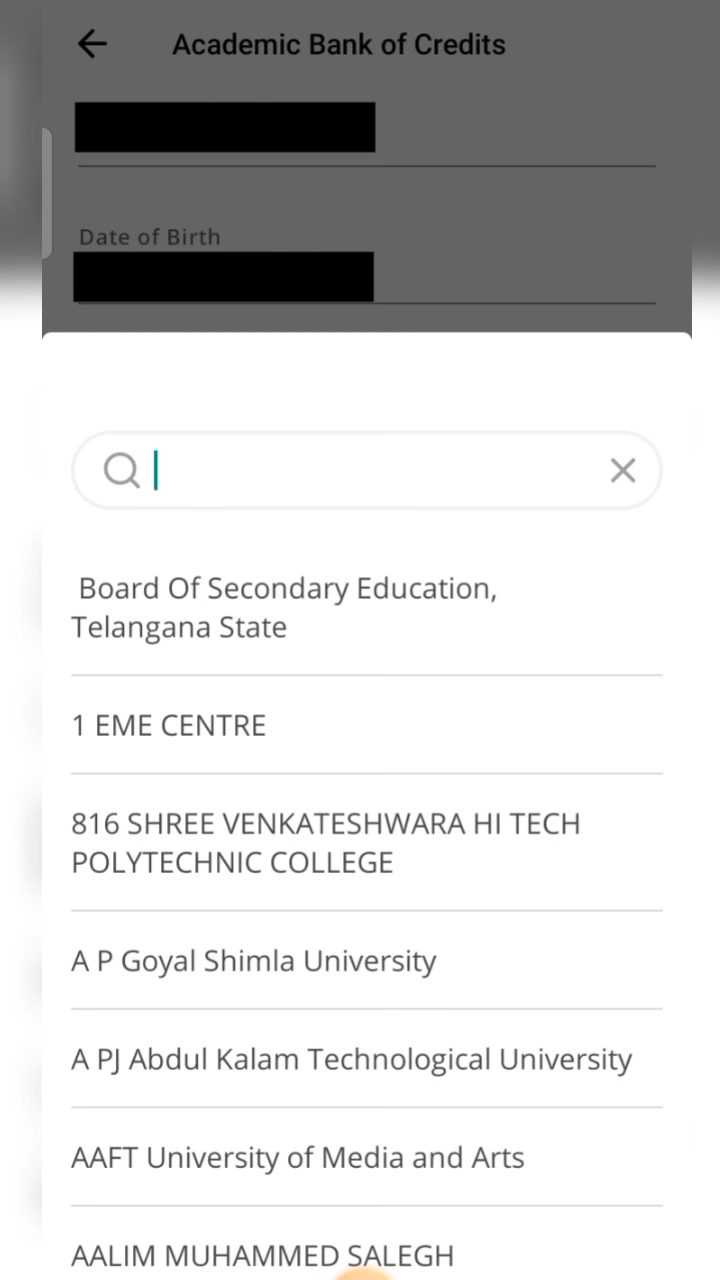 Academic Bank of Credits
Date of Birth
Board Of Secondary Education,
Telangana State
1 EME CENTRE
816 SHREE VENKATESHWARA HI TECH
POLYTECHNIC COLLEGE
A P Goyal Shimla University
A PJ Abdul Kalam Technological University
AAFT University of Media and Arts
AALIM MUHAMMED SALEGH